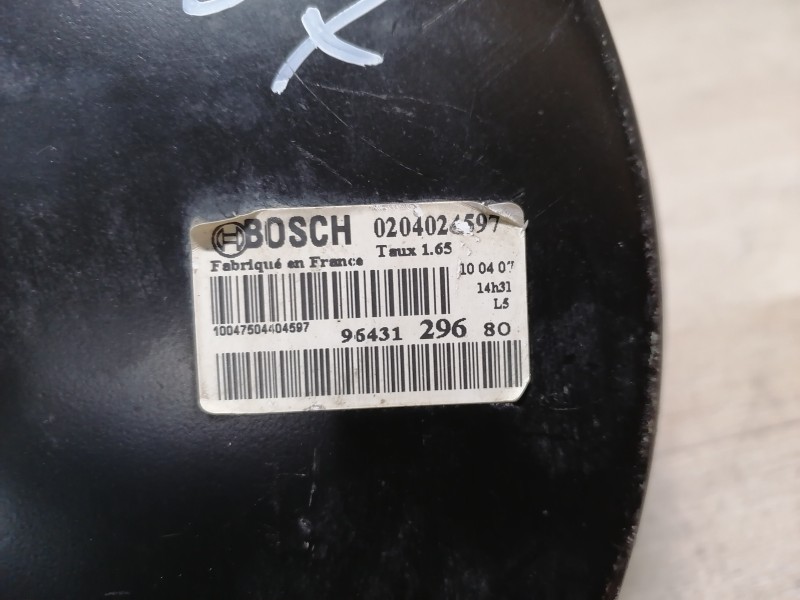 X
BOSCH 0204024597
Taux 1.65
Fabriqué en France
10 04 07
14h31
L5
10047504404597
96431 296 80